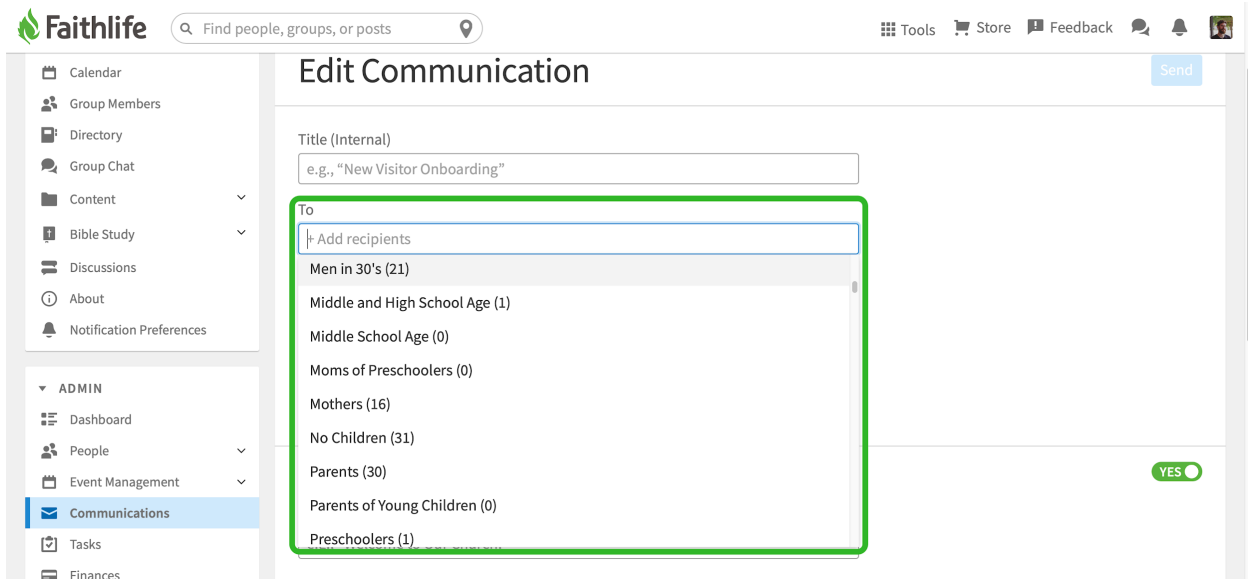 Faithlife
Find people, groups, or posts
Tools
Store
Feedback
Calendar
Group Members
Directory
Group Chat
Content
Bible Study
Discussions
About
Notification Preferences
ADMIN
Dashboard
People
Event Management
Communications
Tasks
Finances
Edit Communication
Send
Title (Internal)
e.g., “New Visitor Onboarding”
To
+ Add recipients
Men in 30's (21)
Middle and High School Age (1)
Middle School Age (0)
Moms of Preschoolers (0)
Mothers (16)
No Children (31)
Parents (30)
Parents of Young Children (0)
Preschoolers (1)
YES